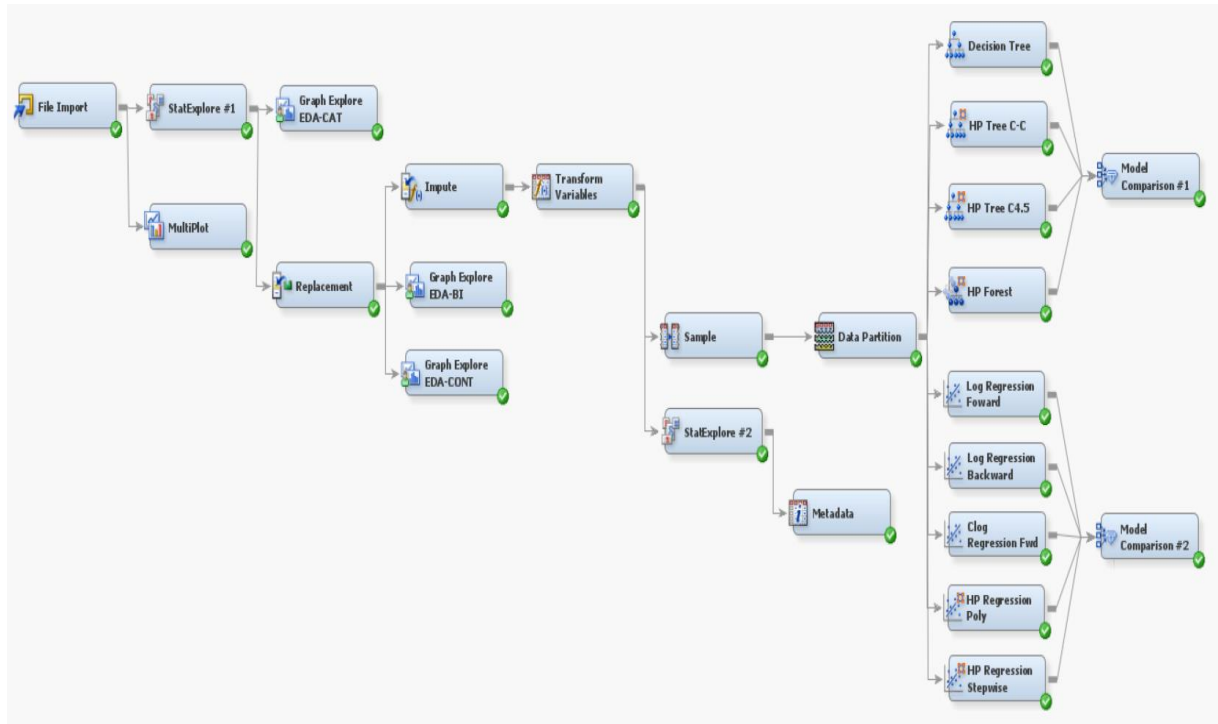 File Import
StatExplore #1
Graph Explore
EDA-CAT
MultiPlot
Replacement
Impute
Transform
Variables
Graph Explore
EDA-BI
Graph Explore
EDA-CONT
Sample
Data Partition
StatExplore #2
Metadata
Decision Tree
HP Tree C-C
HP Tree C4.5
HP Forest
Model
Comparison #1
Log Regression
Foward
Log Regression
Backward
Clog
Regression Fwd
HP Regression
Poly
HP Regression
Stepwise
Model
Comparison #2